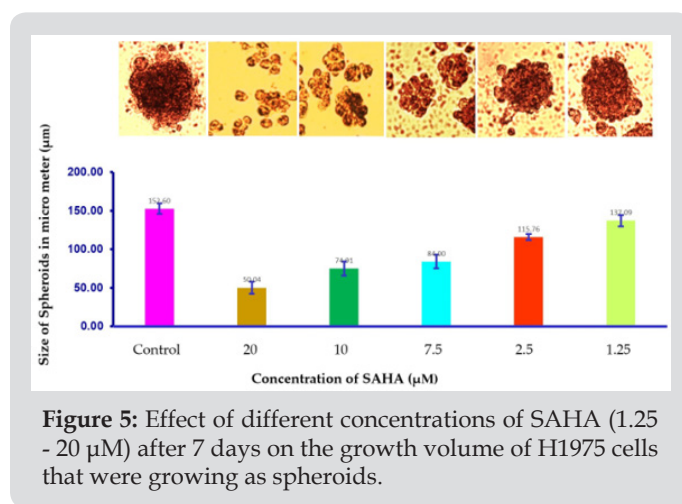 Size of Spheroids in micro meter (µm)
200.00
150.00
100.00
50.00
0.00
152.60
50.04
74.91
84.00
115.76
137.09
Control 20 10 7.5 2.5 1.25
Concentration of SAHA (µM)
Figure 5: Effect of different concentrations of SAHA (1.25
- 20 µM) after 7 days on the growth volume of H1975 cells
that were growing as spheroids.